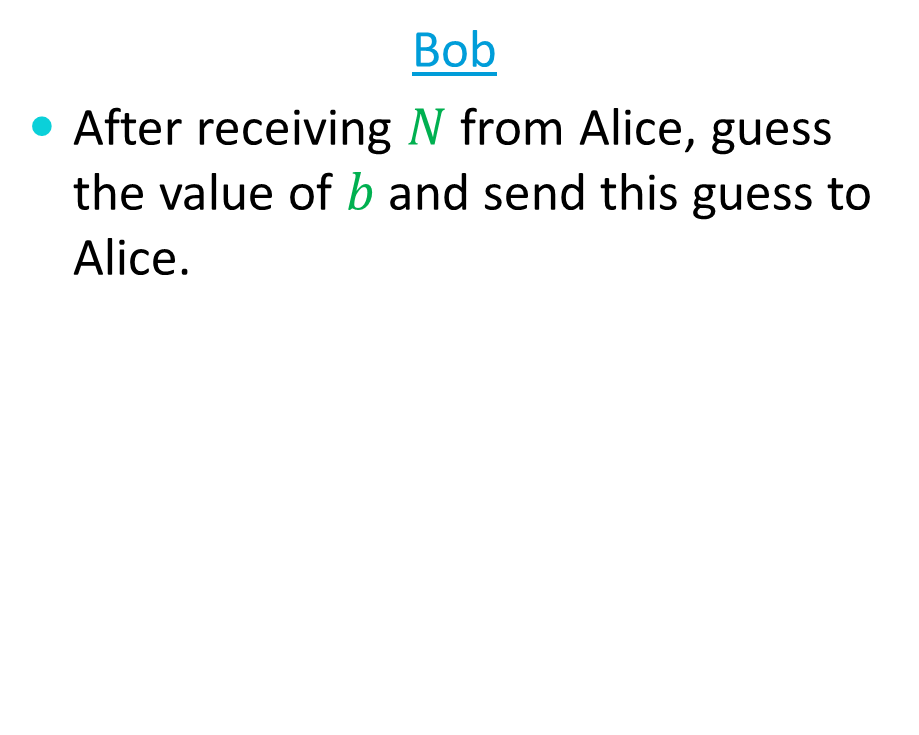 Bob
• After receiving N from Alice, guess
the value of b and send this guess to
Alice.